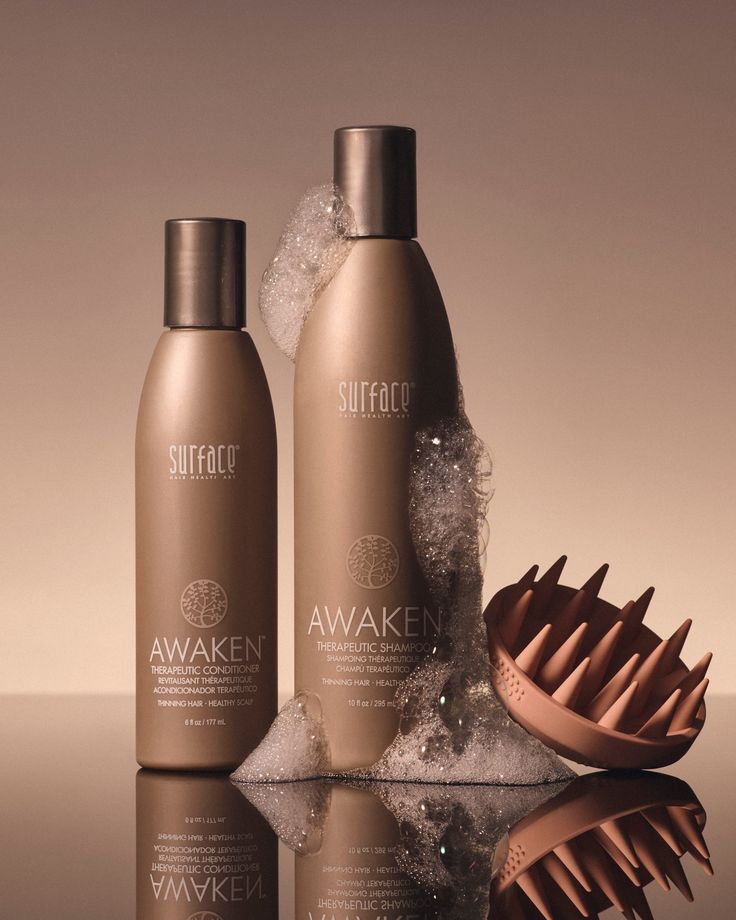 surface®
HAIR HEALTH ART
AWAKEN™
THERAPEUTIC CONDITIONER
REVITALISANT THÉRAPEUTIQUE
ACONDICIONADOR TERAPÉUTICO
THINNING HAIR · HEALTHY SCALP
6 fl oz / 177 mL
surface®
HAIR HEALTH ART
AWAKEN
THERAPEUTIC SHAMPOO
SHAMPOING THÉRAPEUTIQUE
CHAMPÚ TERAPÉUTICO
THINNING HAIR · HEALTHY
10 fl oz / 295 mL